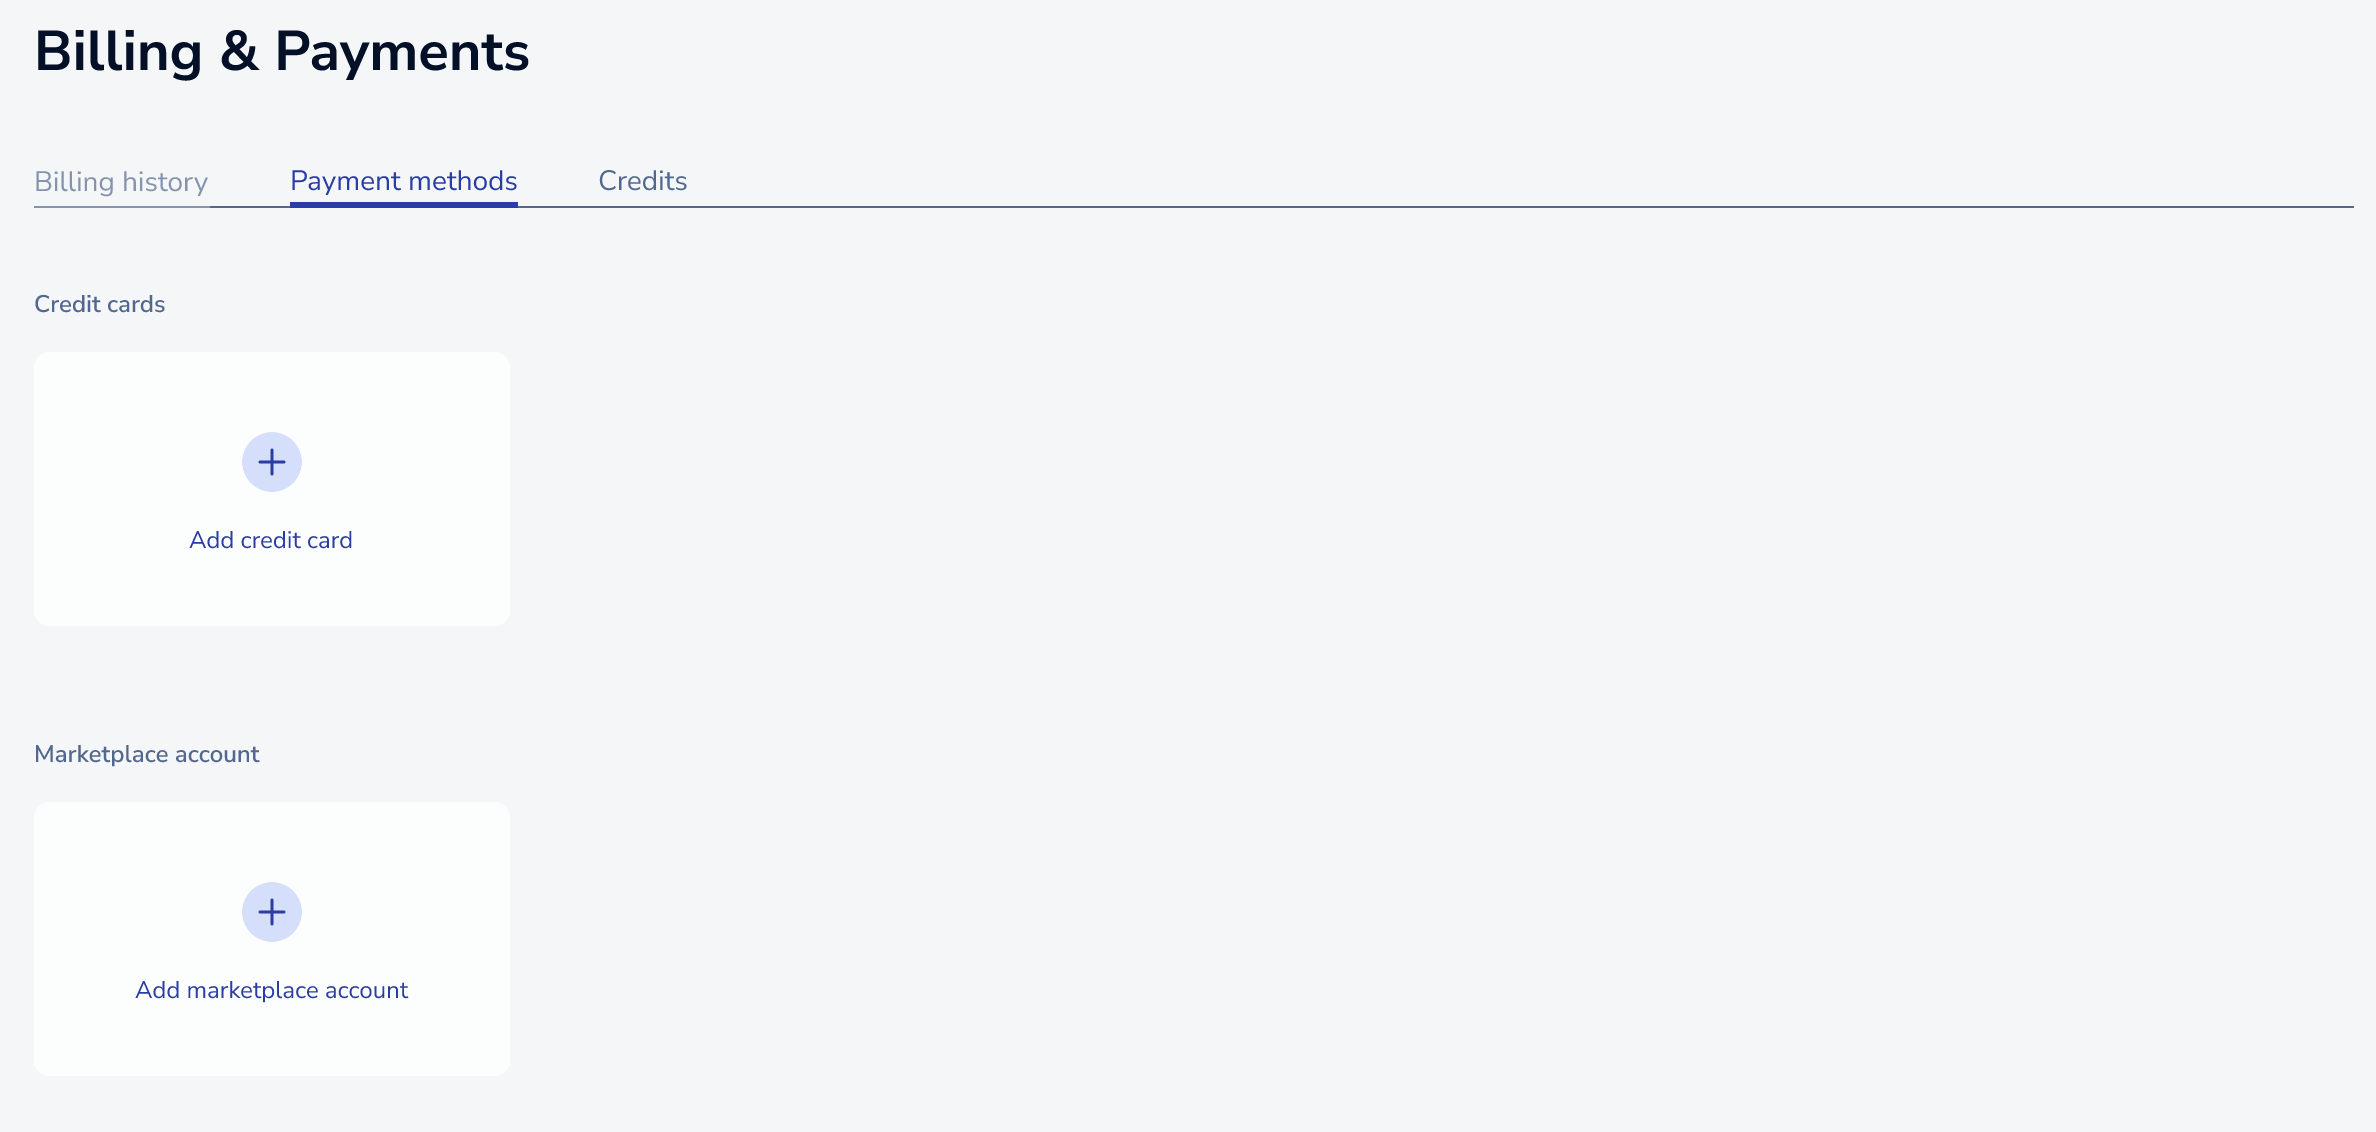 Billing & Payments
Billing history
Payment methods
Credits
Credit cards
Add credit card
Marketplace account
Add marketplace account